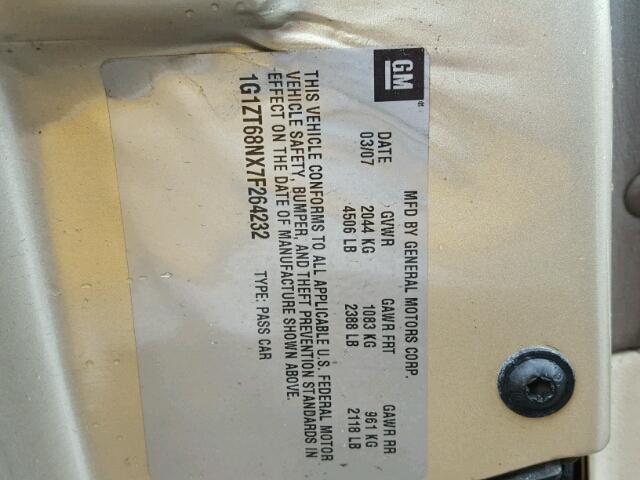 GM
MFD BY GENERAL MOTORS CORP.
DATE GVWR GAWR FRT GAWR RR
03/07 2044 KG 1083 KG 961 KG
4506 LB 2388 LB 2118 LB
THIS VEHICLE CONFORMS TO ALL APPLICABLE U.S. FEDERAL MOTOR
VEHICLE SAFETY, BUMPER, AND THEFT PREVENTION STANDARDS IN
EFFECT ON THE DATE OF MANUFACTURE SHOWN ABOVE.
1G1ZT68NX7F264232 TYPE: PASS CAR